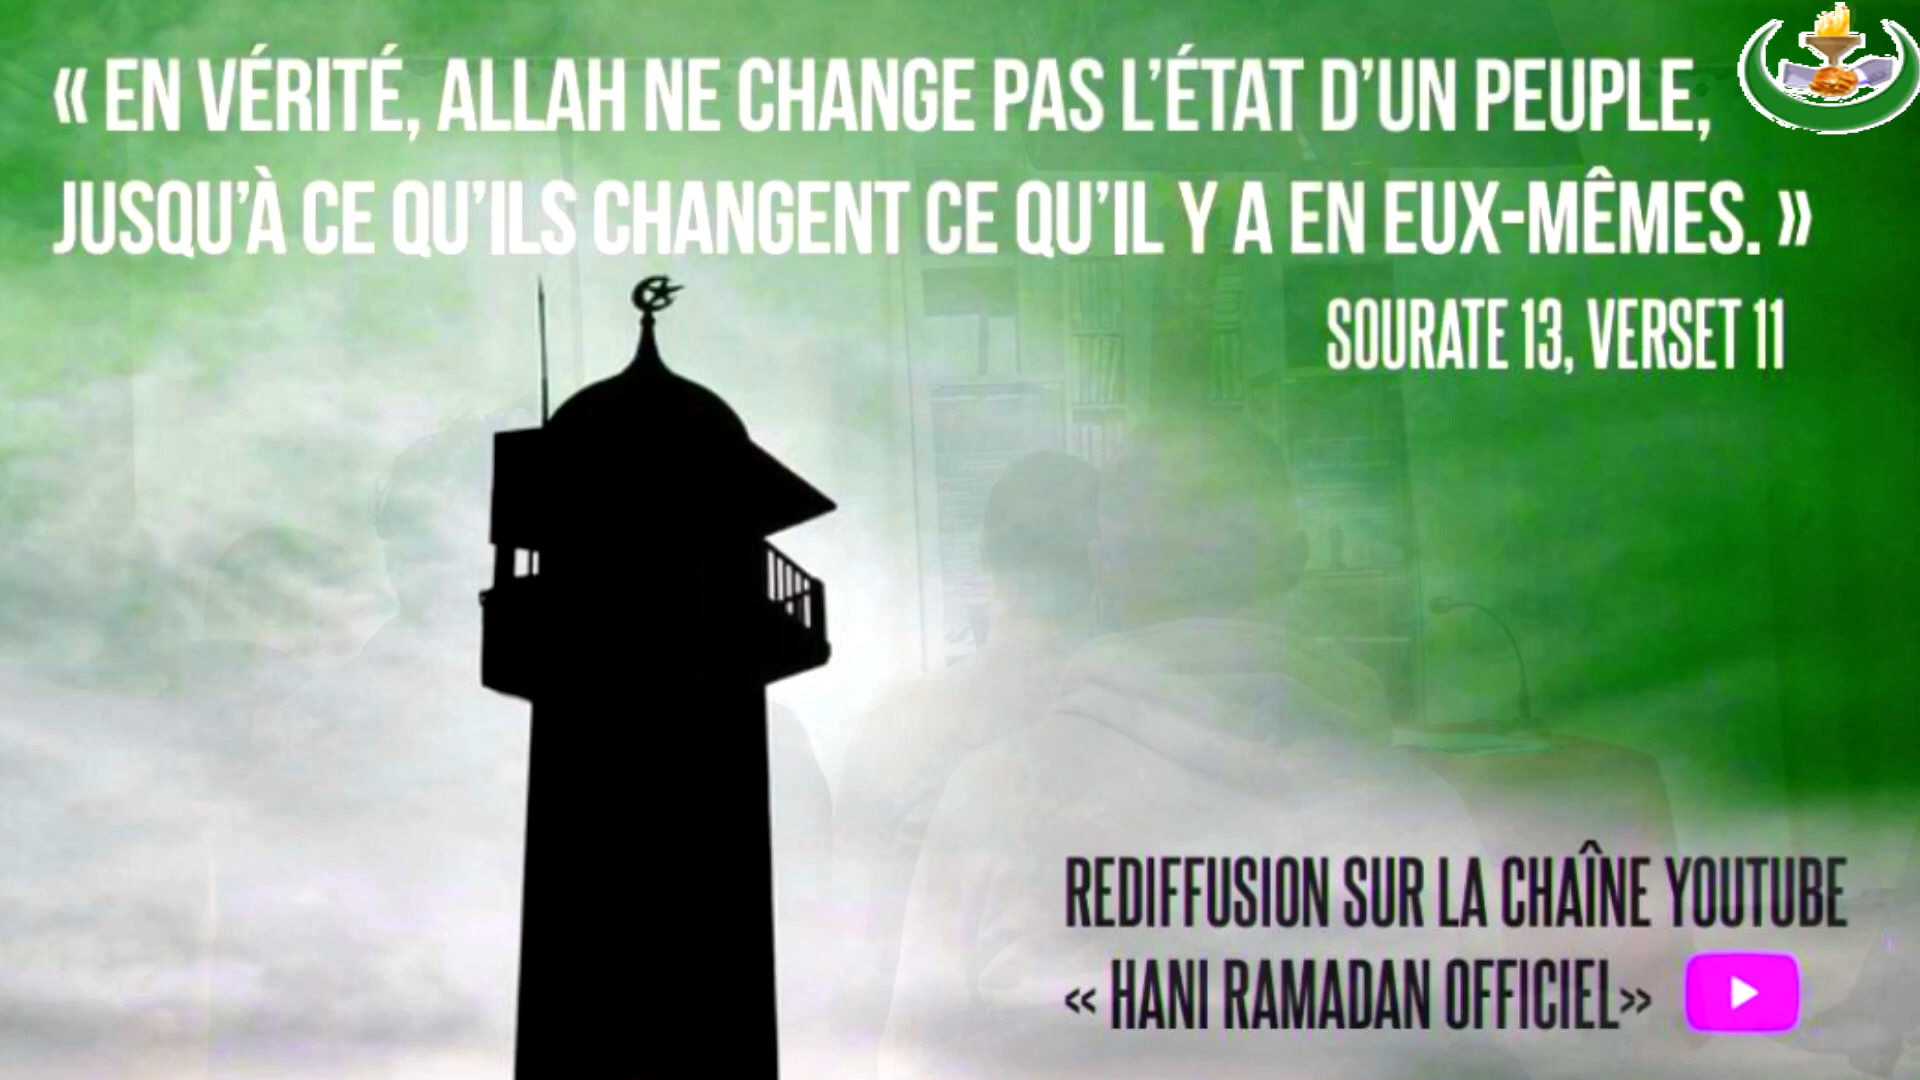 « EN VÉRITÉ, ALLAH NE CHANGE PAS L’ÉTAT D’UN PEUPLE,
JUSQU’À CE QU’ILS CHANGENT CE QU’IL Y A EN EUX-MÊMES. »
SOURATE 13, VERSET 11
REDIFFUSION SUR LA CHAÎNE YOUTUBE
« HANI RAMADAN OFFICIEL»